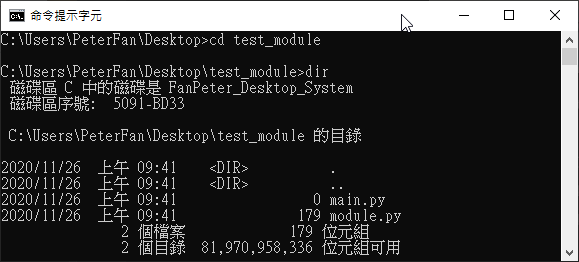 命令提示字元
C:\Users\PeterFan\Desktop>cd test_module
C:\Users\PeterFan\Desktop\test_module>dir
磁碟區 C 中的磁碟是 FanPeter_Desktop_System
磁碟區序號:  5091-BD33
C:\Users\PeterFan\Desktop\test_module 的目錄
2020/11/26  上午 09:41    <DIR>          .
2020/11/26  上午 09:41    <DIR>          ..
2020/11/26  上午 09:41                 0 main.py
2020/11/26  上午 09:41               179 module.py
2 個檔案             179 位元組
2 個目錄  81,970,958,336 位元組可用